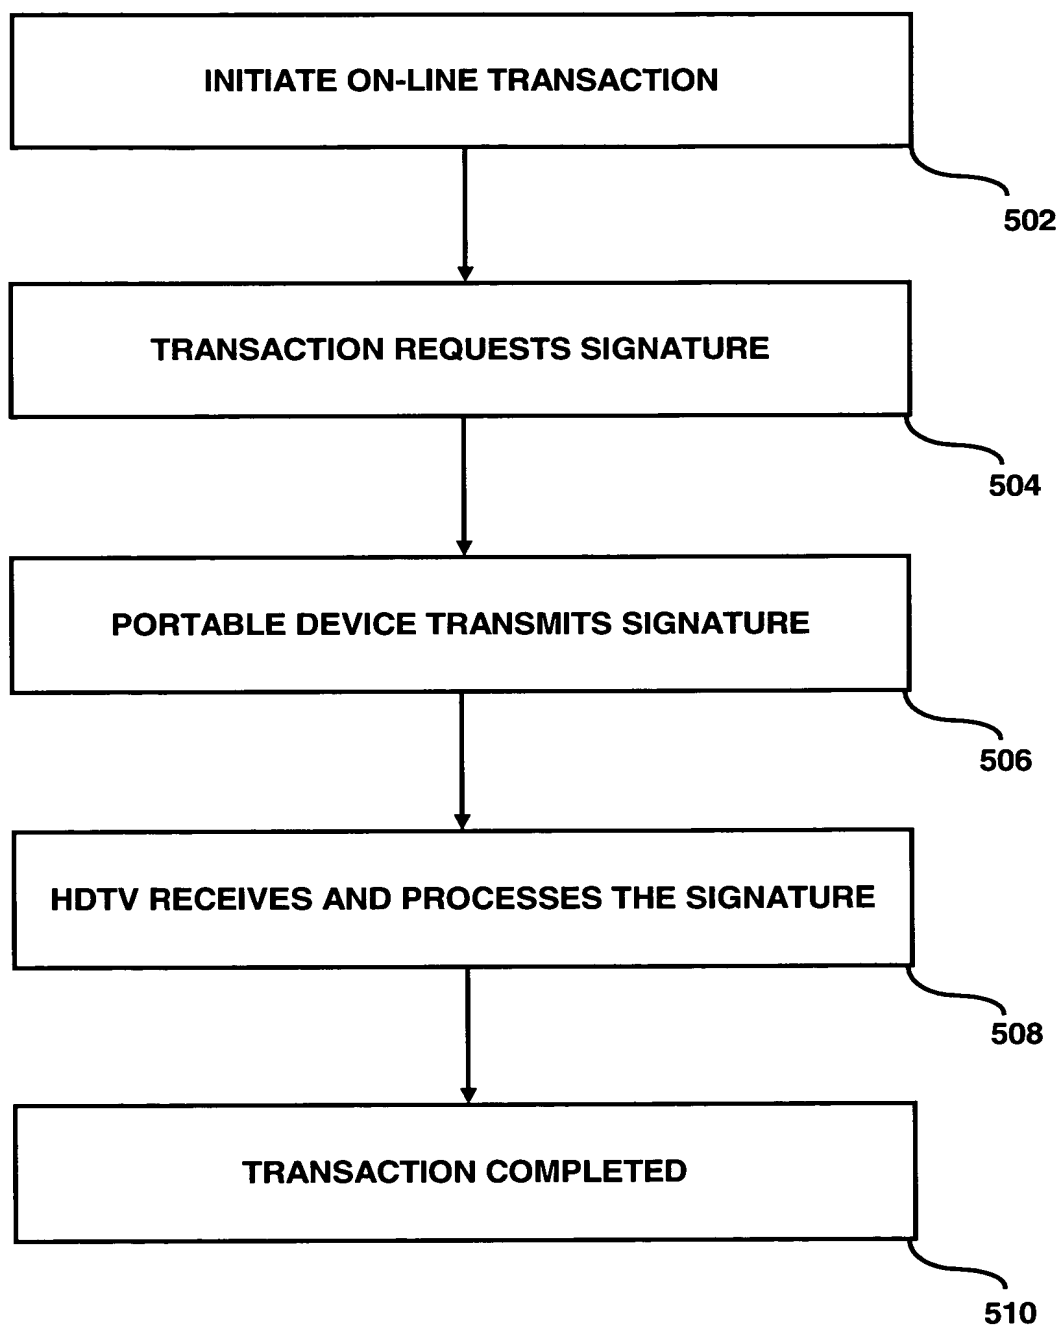 INITIATE ON-LINE TRANSACTION
502
TRANSACTION REQUESTS SIGNATURE
504
PORTABLE DEVICE TRANSMITS SIGNATURE
506
HDTV RECEIVES AND PROCESSES THE SIGNATURE
508
TRANSACTION COMPLETED
510